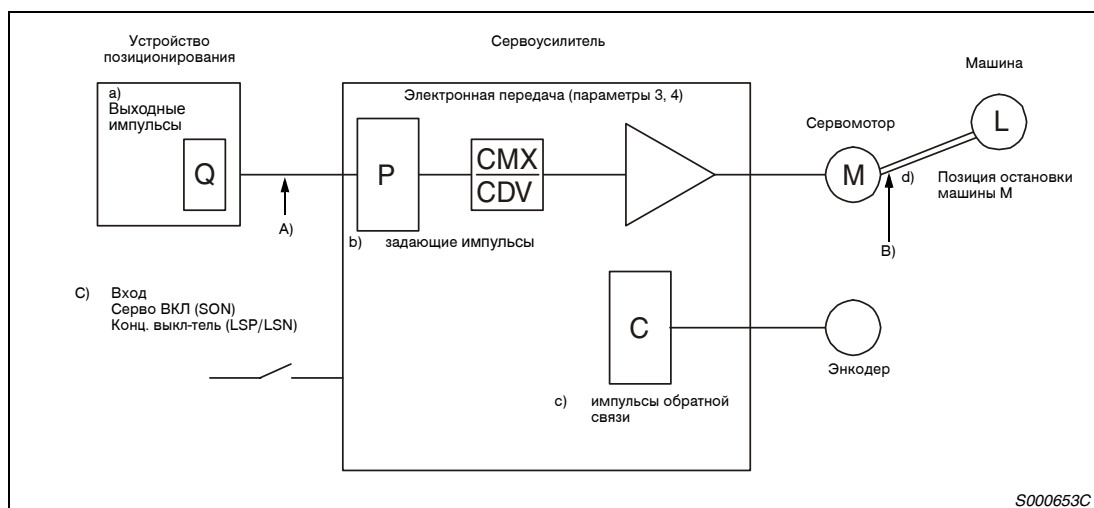 Устройство
позиционирования
Сервоусилитель
Машина
a)
Выходные
импульсы
Q
A)
Электронная передача (параметры 3, 4)
P
CMX
CDV
b) задающие импульсы
Сервомотор
M
L
d) Позиция остановки
машины M
B)
C) Вход
Серво ВКЛ (SON)
Конц. выкл-тель (LSP/LSN)
C
c) импульсы обратной
связи
Энкодер
S000653C